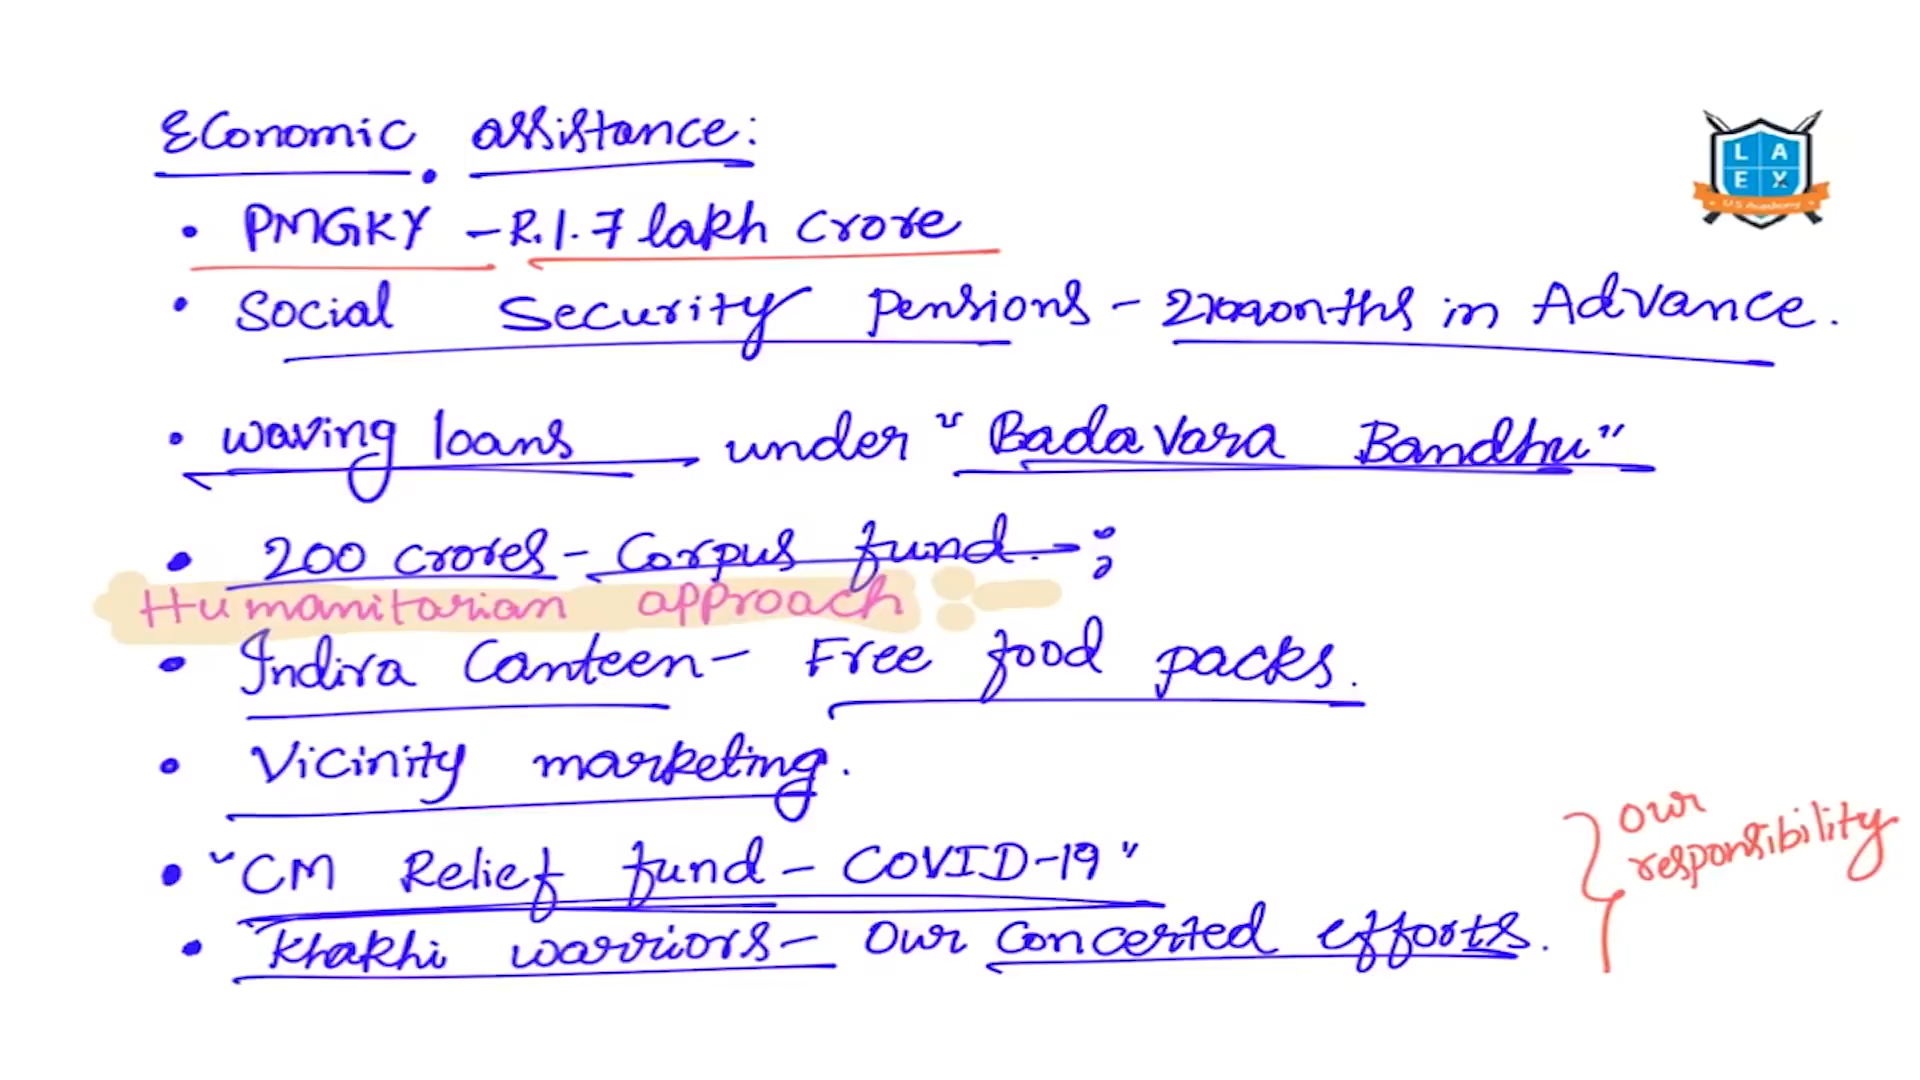 Economic assistance:
• PMGKY - R.1.7 lakh crore
• Social Security Pensions - 2 months in Advance.
• waving loans under "Badavara Bandhu"
• 200 crores - Corpus fund. :
Humanitarian approach :-
• Indira Canteen - Free food packs.
• Vicinity marketing.
• "CM Relief fund - COVID-19"
• Khakhi warriors - Our concerted efforts.
our
responsibility
L A
E X
U S Academy